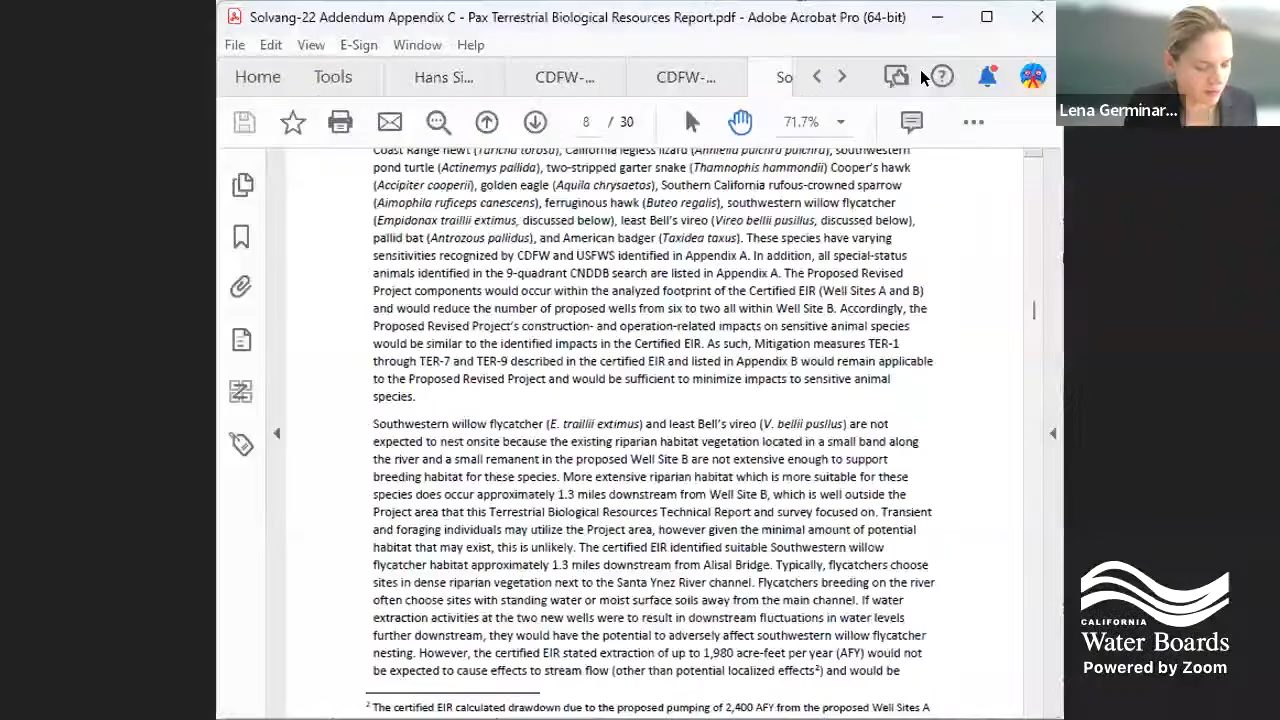 Solvang-22 Addendum Appendix C - Pax Terrestrial Biological Resources Report.pdf - Adobe Acrobat Pro (64-bit)
File Edit View E-Sign Window Help
Home Tools Hans Si... CDFW-... CDFW-... So
8 / 30 71.7%
Lena Germinar...
Coast Range newt (Taricha torosa), California legless lizard (Anniella pulchra pulchra), southwestern
pond turtle (Actinemys pallida), two-stripped garter snake (Thamnophis hammondii) Cooper's hawk
(Accipiter cooperii), golden eagle (Aquila chrysaetos), Southern California rufous-crowned sparrow
(Aimophila ruficeps canescens), ferruginous hawk (Buteo regalis), southwestern willow flycatcher
(Empidonax traillii extimus, discussed below), least Bell's vireo (Vireo bellii pusillus, discussed below),
pallid bat (Antrozous pallidus), and American badger (Taxidea taxus). These species have varying
sensitivities recognized by CDFW and USFWS identified in Appendix A. In addition, all special-status
animals identified in the 9-quadrant CNDDB search are listed in Appendix A. The Proposed Revised
Project components would occur within the analyzed footprint of the Certified EIR (Well Sites A and B)
and would reduce the number of proposed wells from six to two all within Well Site B. Accordingly, the
Proposed Revised Project's construction- and operation-related impacts on sensitive animal species
would be similar to the identified impacts in the Certified EIR. As such, Mitigation measures TER-1
through TER-7 and TER-9 described in the certified EIR and listed in Appendix B would remain applicable
to the Proposed Revised Project and would be sufficient to minimize impacts to sensitive animal
species.
Southwestern willow flycatcher (E. traillii extimus) and least Bell's vireo (V. bellii pusllus) are not
expected to nest onsite because the existing riparian habitat vegetation located in a small band along
the river and a small remanent in the proposed Well Site B are not extensive enough to support
breeding habitat for these species. More extensive riparian habitat which is more suitable for these
species does occur approximately 1.3 miles downstream from Well Site B, which is well outside the
Project area that this Terrestrial Biological Resources Technical Report and survey focused on. Transient
and foraging individuals may utilize the Project area, however given the minimal amount of potential
habitat that may exist, this is unlikely. The certified EIR identified suitable Southwestern willow
flycatcher habitat approximately 1.3 miles downstream from Alisal Bridge. Typically, flycatchers choose
sites in dense riparian vegetation next to the Santa Ynez River channel. Flycatchers breeding on the river
often choose sites with standing water or moist surface soils away from the main channel. If water
extraction activities at the two new wells were to result in downstream fluctuations in water levels
further downstream, they would have the potential to adversely affect southwestern willow flycatcher
nesting. However, the certified EIR stated extraction of up to 1,980 acre-feet per year (AFY) would not
be expected to cause effects to stream flow (other than potential localized effects²) and would be
² The certified EIR calculated drawdown due to the proposed pumping of 2,400 AFY from the proposed Well Sites A
CALIFORNIA
Water Boards
Powered by Zoom